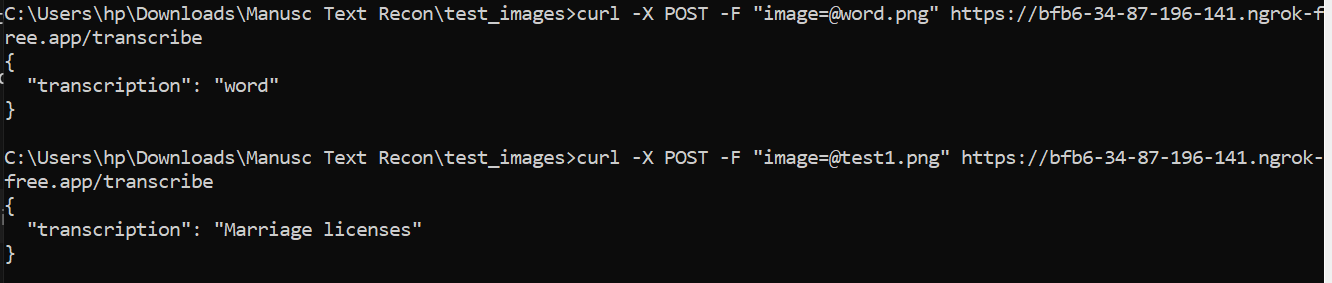 C:\Users\hp\Downloads\Manusc Text Recon\test_images>curl -X POST -F "image=@word.png" https://bfb6-34-87-196-141.ngrok-f
ree.app/transcribe
{
  "transcription": "word"
}

C:\Users\hp\Downloads\Manusc Text Recon\test_images>curl -X POST -F "image=@test1.png" https://bfb6-34-87-196-141.ngrok-
free.app/transcribe
{
  "transcription": "Marriage licenses"
}